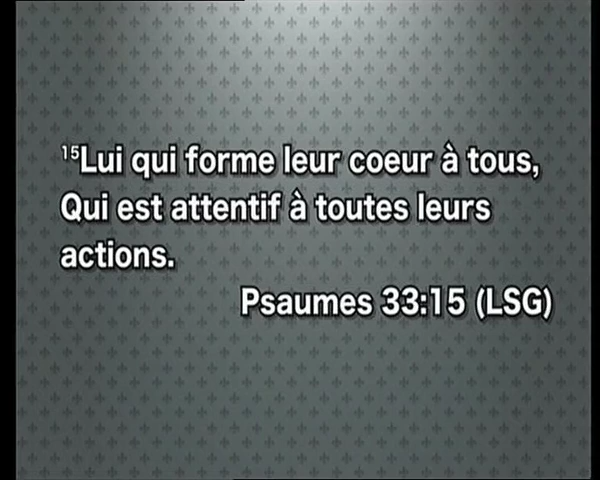 ¹⁵Lui qui forme leur coeur à tous,
Qui est attentif à toutes leurs
actions.
Psaumes 33:15 (LSG)